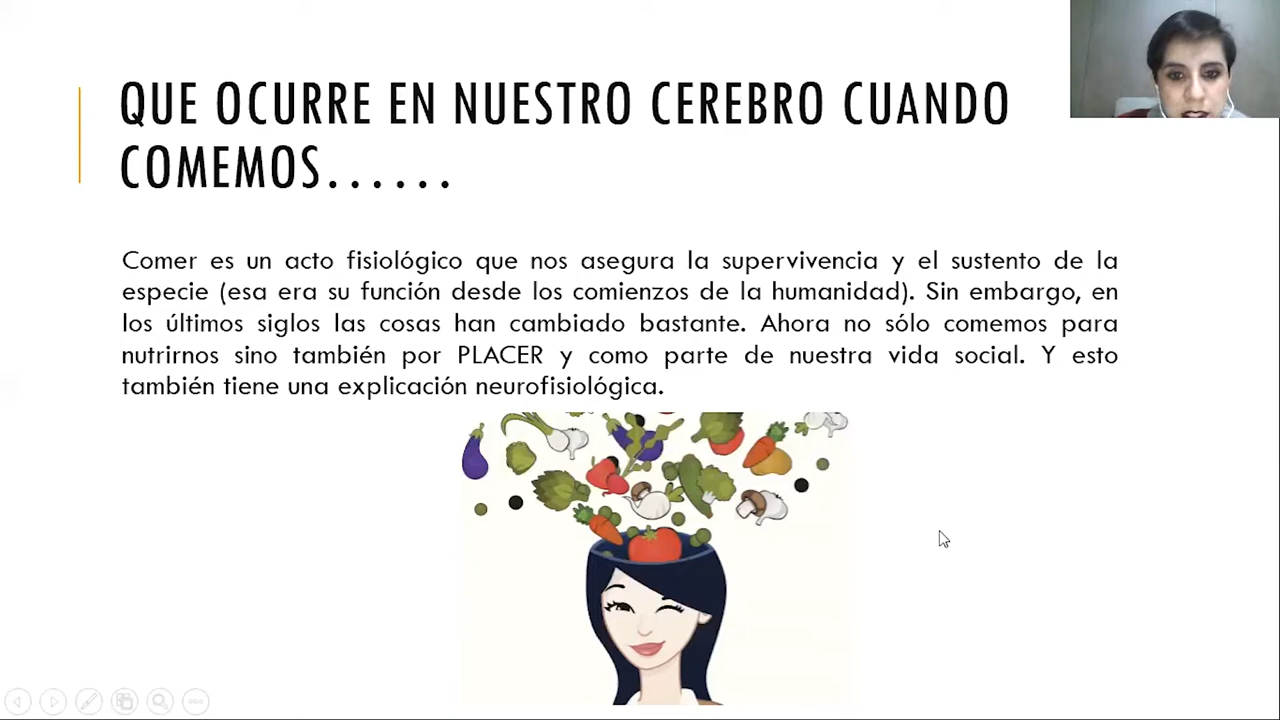 QUE OCURRE EN NUESTRO CEREBRO CUANDO
COMEMOS......
Comer es un acto fisiológico que nos asegura la supervivencia y el sustento de la
especie (esa era su función desde los comienzos de la humanidad). Sin embargo, en
los últimos siglos las cosas han cambiado bastante. Ahora no sólo comemos para
nutrirnos sino también por PLACER y como parte de nuestra vida social. Y esto
también tiene una explicación neurofisiológica.